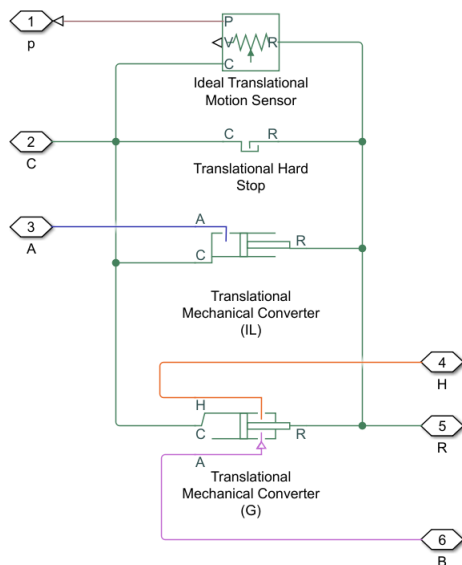 1
p
P
V
R
C
Ideal Translational
Motion Sensor
2
C
C
R
Translational Hard
Stop
3
A
A
C
R
Translational
Mechanical Converter
(IL)
4
H
H
C
R
5
R
A
Translational
Mechanical Converter
(G)
6
B